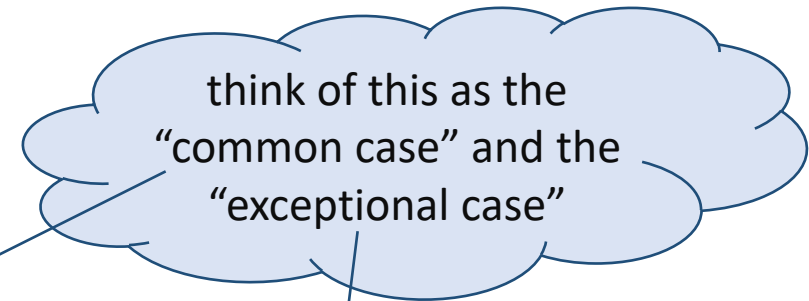 think of this as the
“common case” and the
“exceptional case”